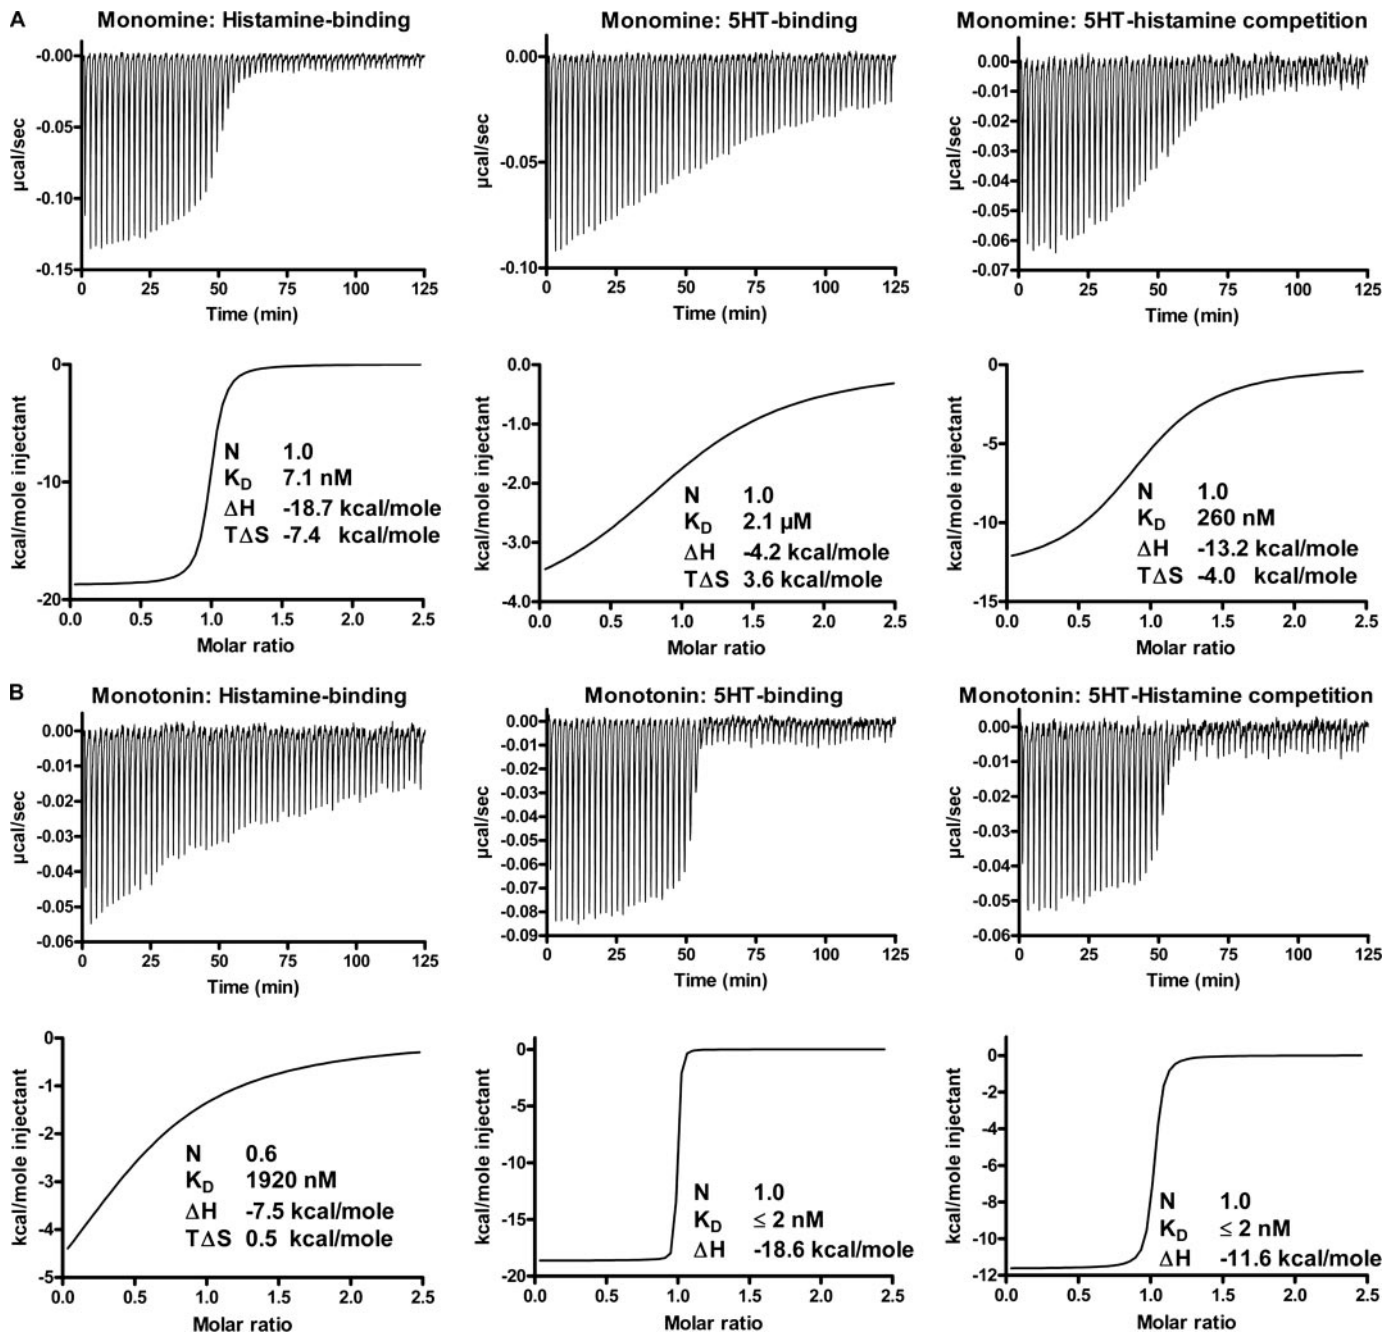 A
Monomine: Histamine-binding
Monomine: 5HT-binding
Monomine: 5HT-histamine competition
-0.00
-0.05
-0.10
-0.15
µcal/sec
0 25 50 75 100 125
Time (min)
0.00
-0.05
-0.10
µcal/sec
0 25 50 75 100 125
Time (min)
0.00
-0.01
-0.02
-0.03
-0.04
-0.05
-0.06
-0.07
µcal/sec
0 25 50 75 100 125
Time (min)
0
-10
-20
kcal/mole injectant
N 1.0
KD 7.1 nM
ΔH -18.7 kcal/mole
TΔS -7.4 kcal/mole
0.0 0.5 1.0 1.5 2.0 2.5
Molar ratio
0.0
-1.0
-2.0
-3.0
-4.0
kcal/mole injectant
N 1.0
KD 2.1 µM
ΔH -4.2 kcal/mole
TΔS 3.6 kcal/mole
0.0 0.5 1.0 1.5 2.0 2.5
Molar ratio
0
-5
-10
-15
kcal/mole injectant
N 1.0
KD 260 nM
ΔH -13.2 kcal/mole
TΔS -4.0 kcal/mole
0.0 0.5 1.0 1.5 2.0 2.5
Molar ratio
B
Monotonin: Histamine-binding
Monotonin: 5HT-binding
Monotonin: 5HT-Histamine competition
0.00
-0.01
-0.02
-0.03
-0.04
-0.05
-0.06
µcal/sec
0 25 50 75 100 125
Time (min)
0.00
-0.01
-0.03
-0.04
-0.05
-0.06
-0.07
-0.08
-0.09
µcal/sec
0 25 50 75 100 125
Time (min)
0.00
-0.01
-0.02
-0.03
-0.04
-0.05
-0.06
µcal/sec
0 25 50 75 100 125
Time (min)
0
-1
-2
-3
-4
-5
kcal/mole injectant
N 0.6
KD 1920 nM
ΔH -7.5 kcal/mole
TΔS 0.5 kcal/mole
0.0 0.5 1.0 1.5 2.0 2.5
Molar ratio
0
-5
-10
-15
-20
kcal/mole injectant
N 1.0
KD ≤ 2 nM
ΔH -18.6 kcal/mole
0.0 0.5 1.0 1.5 2.0 2.5
Molar ratio
0
-2
-4
-6
-8
-10
-12
kcal/mole injectant
N 1.0
KD ≤ 2 nM
ΔH -11.6 kcal/mole
0.0 0.5 1.0 1.5 2.0 2.5
Molar ratio